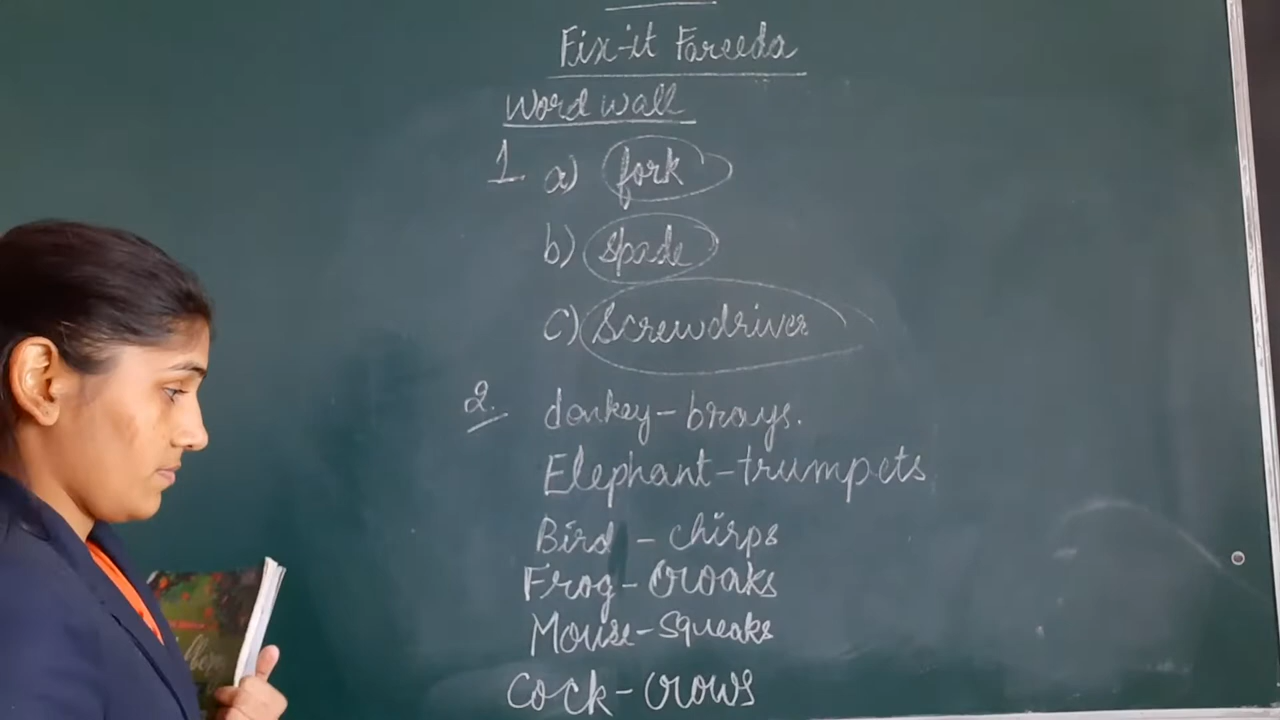 Fix-it Fareeda
Word wall
1 a) fork
b) spade
c) Screwdriver
2. donkey - brays.
Elephant - trumpets
Bird - chirps
Frog - Croaks
Mouse - Squeaks
Cock - Crows